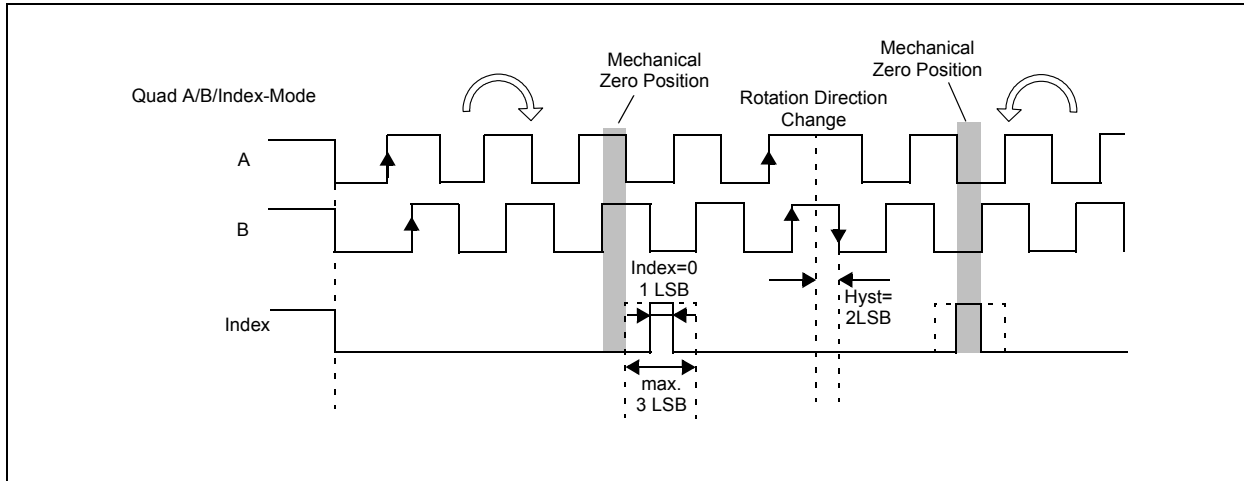 Mechanical
Zero Position
Mechanical
Zero Position
Quad A/B/Index-Mode
Rotation Direction
Change
A
B
Index=0
1 LSB
Hyst=
2LSB
Index
max.
3 LSB